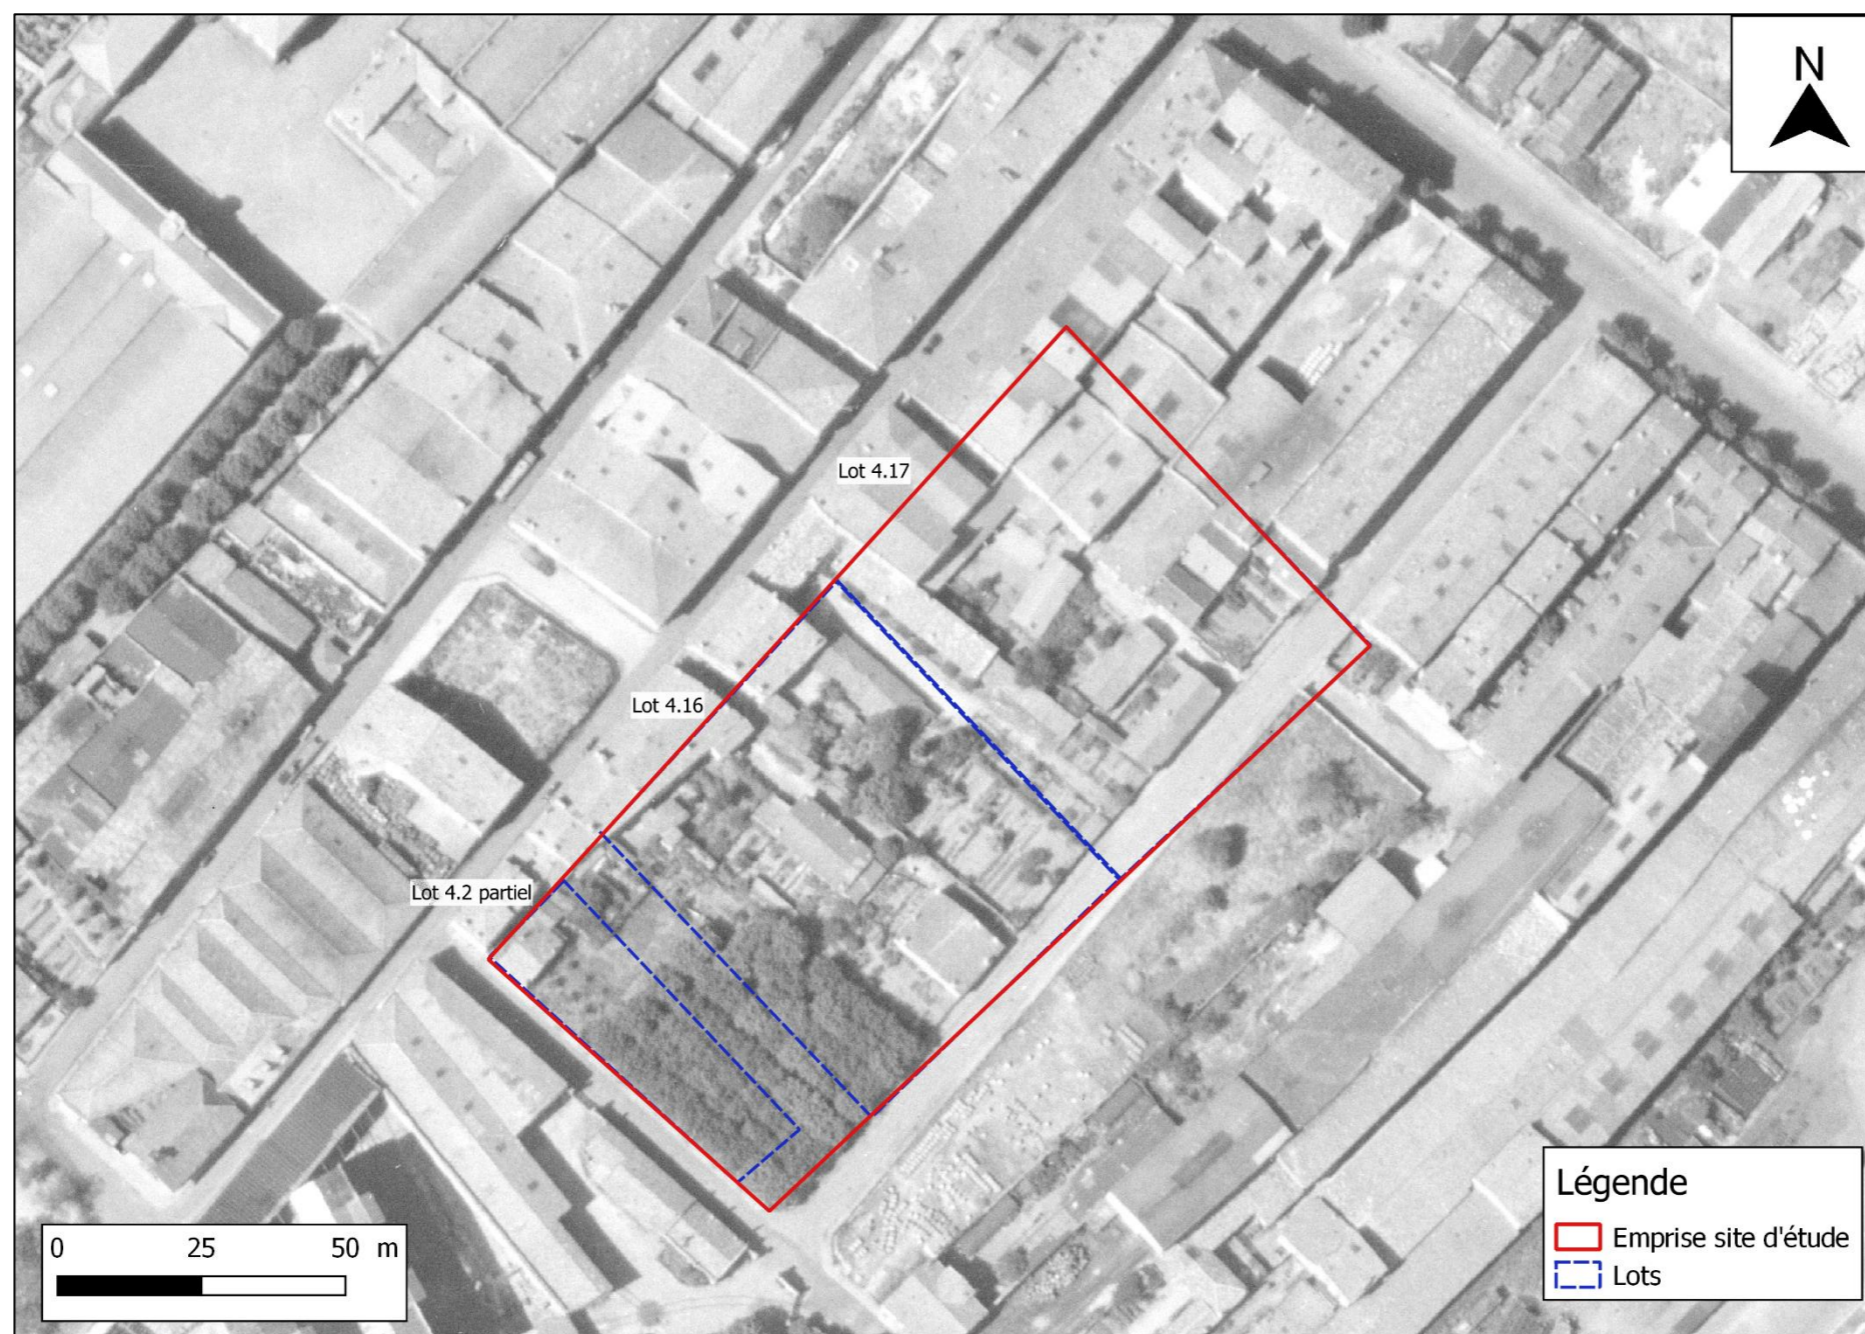 N
Lot 4.17
Lot 4.16
Lot 4.2 partiel
0 25 50 m
Légende
Emprise site d'étude
Lots